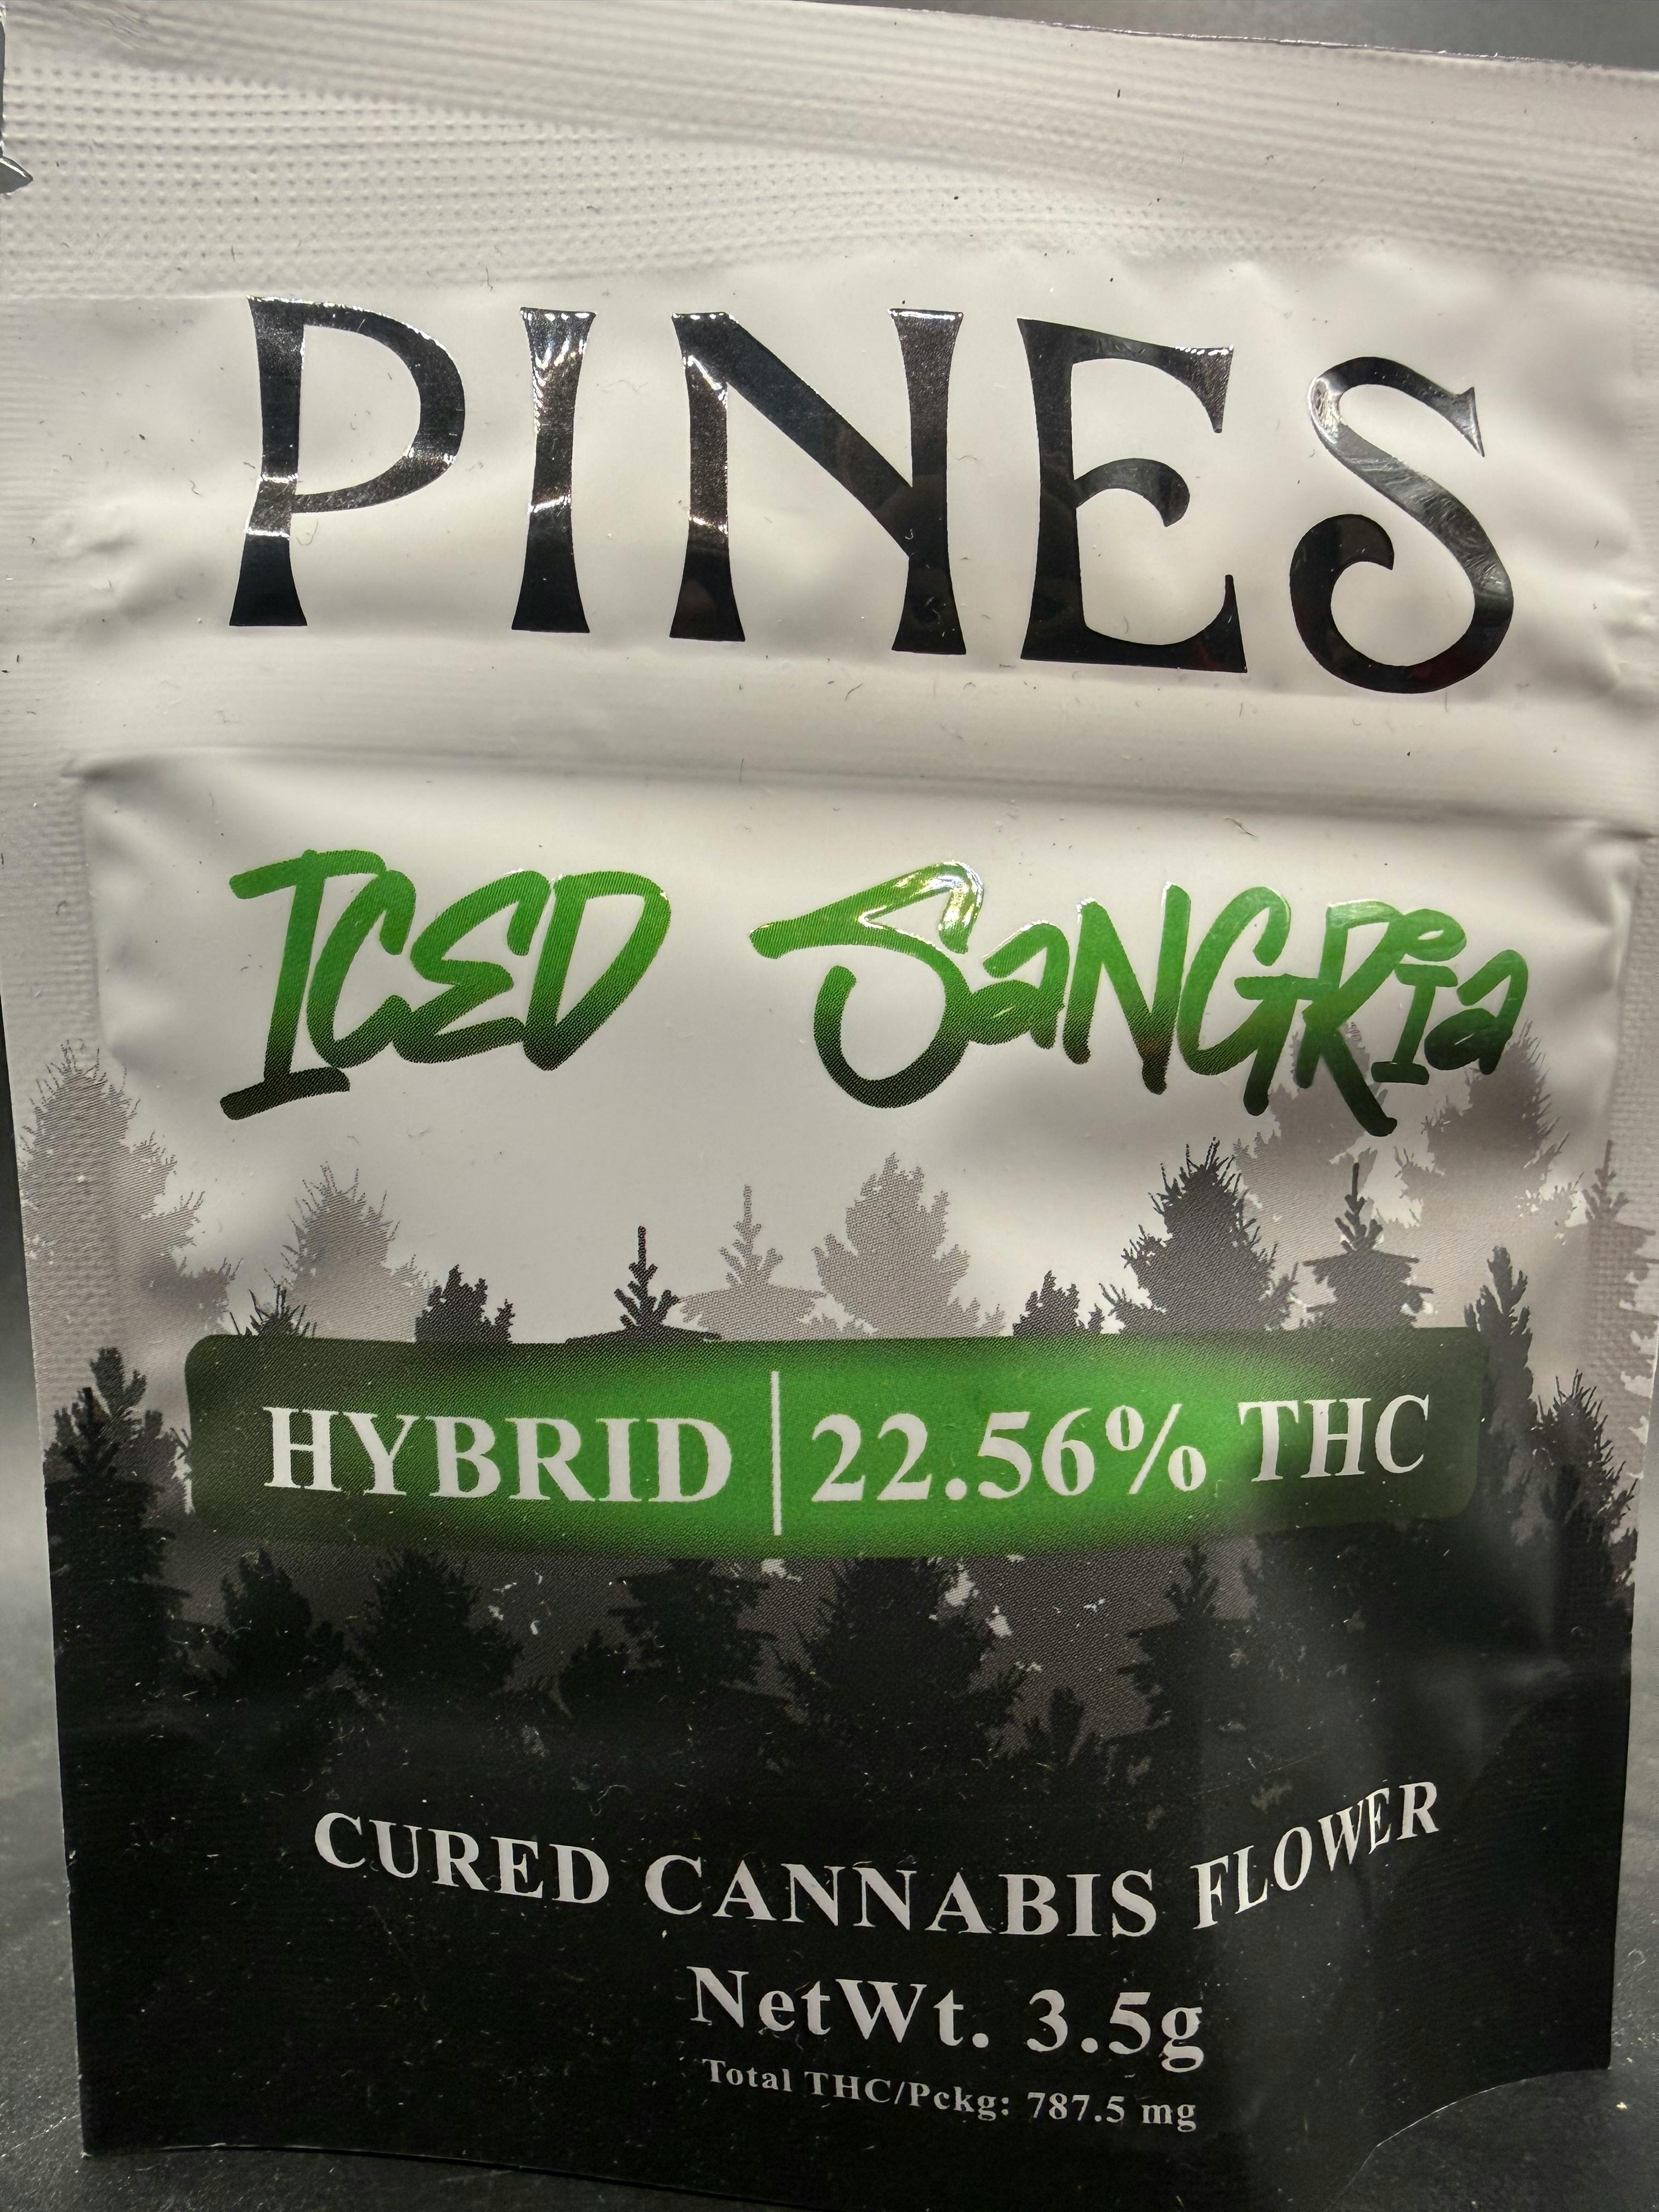 PINES
ICED SaNGRia
HYBRID | 22.56% THC
CURED CANNABIS FLOWER
NetWt. 3.5g
Total THC/Pckg: 787.5 mg